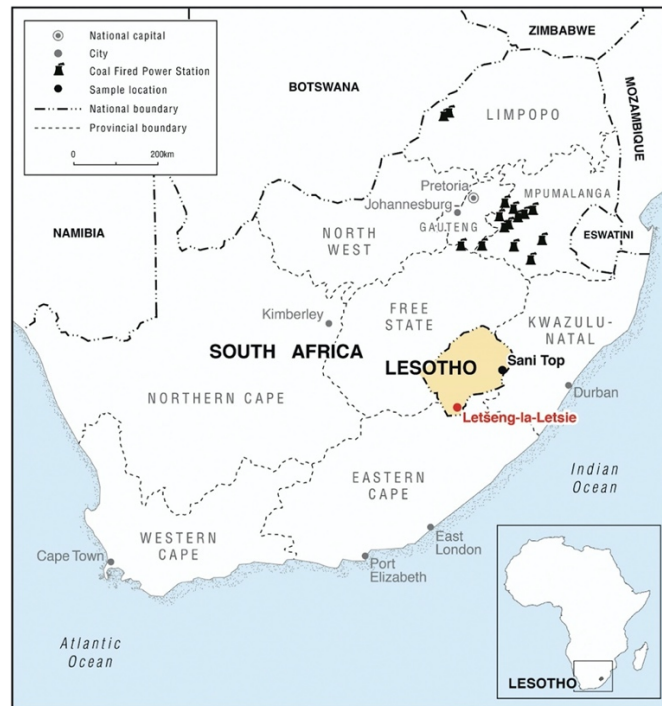 National capital
City
Coal Fired Power Station
Sample location
National boundary
Provincial boundary
0 200km
ZIMBABWE
BOTSWANA
MOZAMBIQUE
LIMPOPO
Pretoria
MPUMALANGA
Johannesburg
GAUTENG
NAMIBIA
NORTH
WEST
ESWATINI
Kimberley
FREE
STATE
KWAZULU-
NATAL
SOUTH AFRICA
LESOTHO
Sani Top
Durban
NORTHERN CAPE
Letšeng-la-Letsie
Indian
Ocean
EASTERN
CAPE
WESTERN
CAPE
East
London
Cape Town
Port
Elizabeth
Atlantic
Ocean
LESOTHO